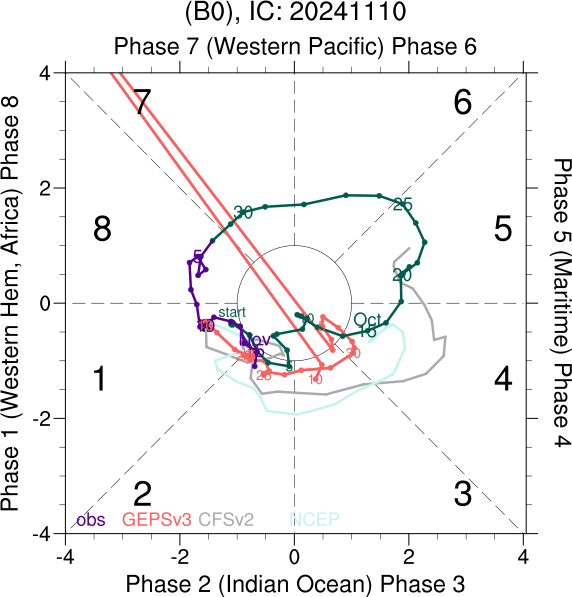 (B0), IC: 20241110
Phase 7 (Western Pacific) Phase 6
4
7
6
Phase 1 (Western Hem, Africa) Phase 8
Phase 5 (Maritime) Phase 4
2
8
5
30
25
5
20
0
start
Oct
15
Nov
20
25
10
1
4
-2
2
3
obs
GEPSv3
CFSv2
NCEP
-4
-4
-2
0
2
4
Phase 2 (Indian Ocean) Phase 3